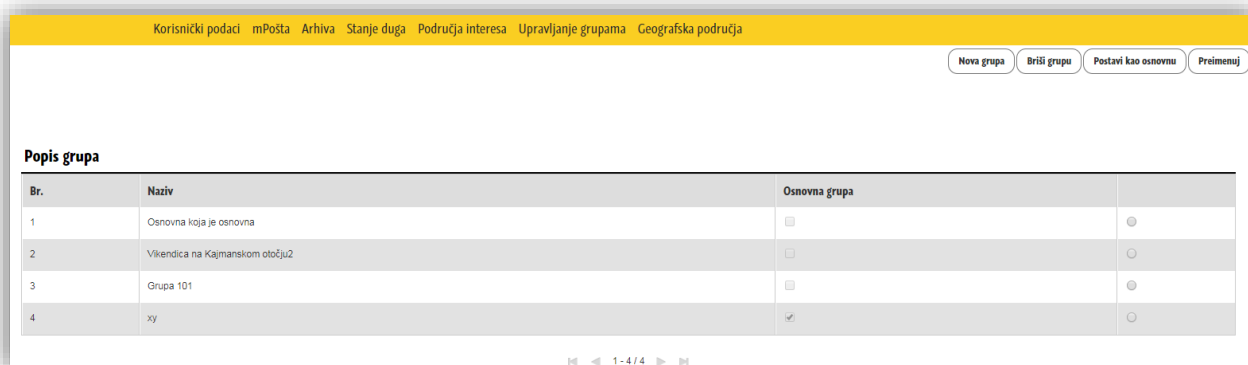 Korisnički podaci mPošta Arhiva Stanje duga Područja interesa Upravljanje grupama Geografska područja
Nova grupa Briši grupu Postavi kao osnovnu Preimenuj
Popis grupa
Br. Naziv Osnovna grupa
1 Osnovna koja je osnovna
2 Vikendica na Kajmanskom otočju2
3 Grupa 101
4 xy
1 - 4 / 4